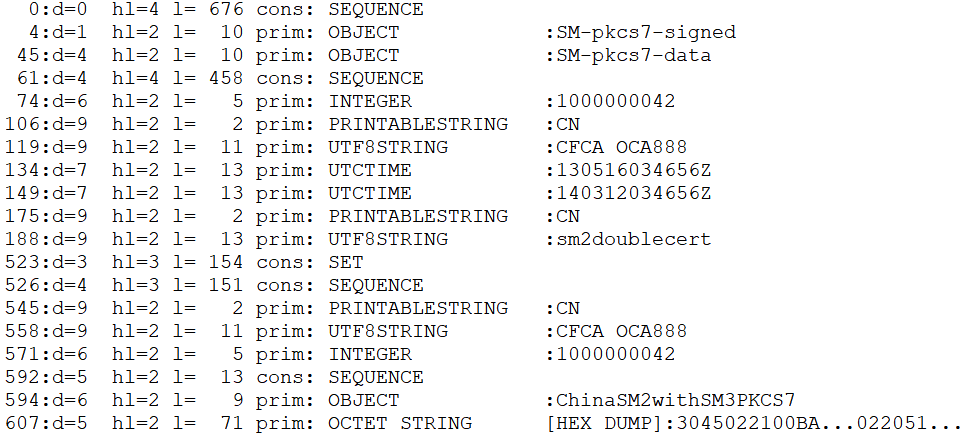 0:d=0 hl=4 l= 676 cons: SEQUENCE
4:d=1 hl=2 l= 10 prim: OBJECT :SM-pkcs7-signed
45:d=4 hl=2 l= 10 prim: OBJECT :SM-pkcs7-data
61:d=4 hl=4 l= 458 cons: SEQUENCE
74:d=6 hl=2 l= 5 prim: INTEGER :1000000042
106:d=9 hl=2 l= 2 prim: PRINTABLESTRING :CN
119:d=9 hl=2 l= 11 prim: UTF8STRING :CFCA OCA888
134:d=7 hl=2 l= 13 prim: UTCTIME :130516034656Z
149:d=7 hl=2 l= 13 prim: UTCTIME :140312034656Z
175:d=9 hl=2 l= 2 prim: PRINTABLESTRING :CN
188:d=9 hl=2 l= 13 prim: UTF8STRING :sm2doublecert
523:d=3 hl=3 l= 154 cons: SET
526:d=4 hl=3 l= 151 cons: SEQUENCE
545:d=9 hl=2 l= 2 prim: PRINTABLESTRING :CN
558:d=9 hl=2 l= 11 prim: UTF8STRING :CFCA OCA888
571:d=6 hl=2 l= 5 prim: INTEGER :1000000042
592:d=5 hl=2 l= 13 cons: SEQUENCE
594:d=6 hl=2 l= 9 prim: OBJECT :ChinaSM2withSM3PKCS7
607:d=5 hl=2 l= 71 prim: OCTET STRING [HEX DUMP]:3045022100BA...022051...